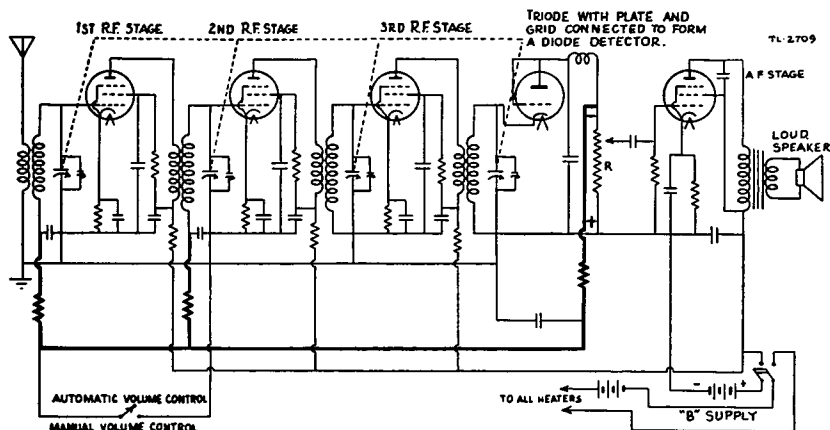 1ST R.F. STAGE
2ND R.F. STAGE
3RD R.F. STAGE
TRIODE WITH PLATE AND
GRID CONNECTED TO FORM
A DIODE DETECTOR.
TL-2709
A F STAGE
LOUD
SPEAKER
R
+
AUTOMATIC VOLUME CONTROL
MANUAL VOLUME CONTROL
TO ALL HEATERS
- +
"B" SUPPLY